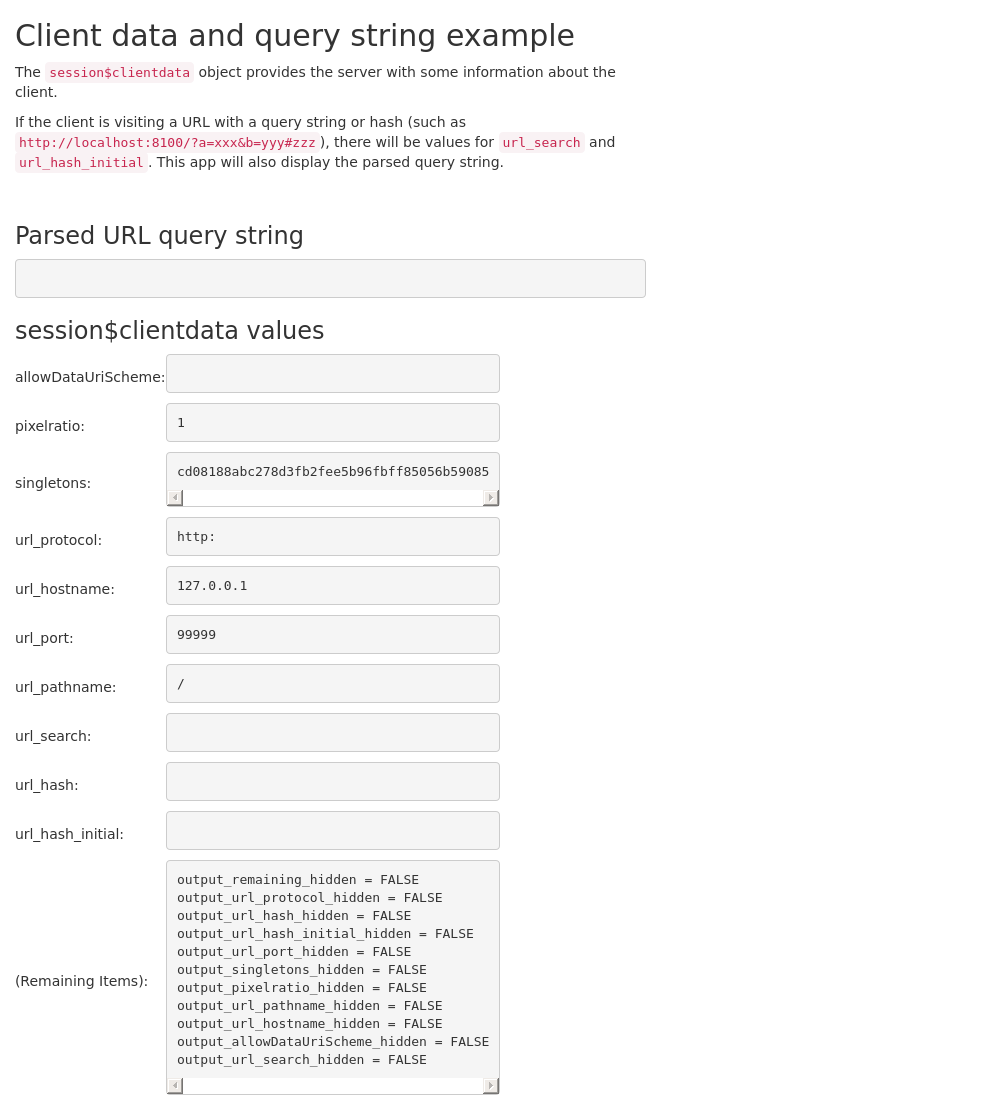 Client data and query string example
The session$clientdata object provides the server with some information about the
client.
If the client is visiting a URL with a query string or hash (such as
http://localhost:8100/?a=xxx&b=yyy#zzz), there will be values for url_search and
url_hash_initial. This app will also display the parsed query string.
Parsed URL query string
session$clientdata values
allowDataUriScheme:
pixelratio: 1
singletons: cd08188abc278d3fb2fee5b96fbff85056b59085
url_protocol: http:
url_hostname: 127.0.0.1
url_port: 99999
url_pathname: /
url_search:
url_hash:
url_hash_initial:
(Remaining Items):
output_remaining_hidden = FALSE
output_url_protocol_hidden = FALSE
output_url_hash_hidden = FALSE
output_url_hash_initial_hidden = FALSE
output_url_port_hidden = FALSE
output_singletons_hidden = FALSE
output_pixelratio_hidden = FALSE
output_url_pathname_hidden = FALSE
output_url_hostname_hidden = FALSE
output_allowDataUriScheme_hidden = FALSE
output_url_search_hidden = FALSE